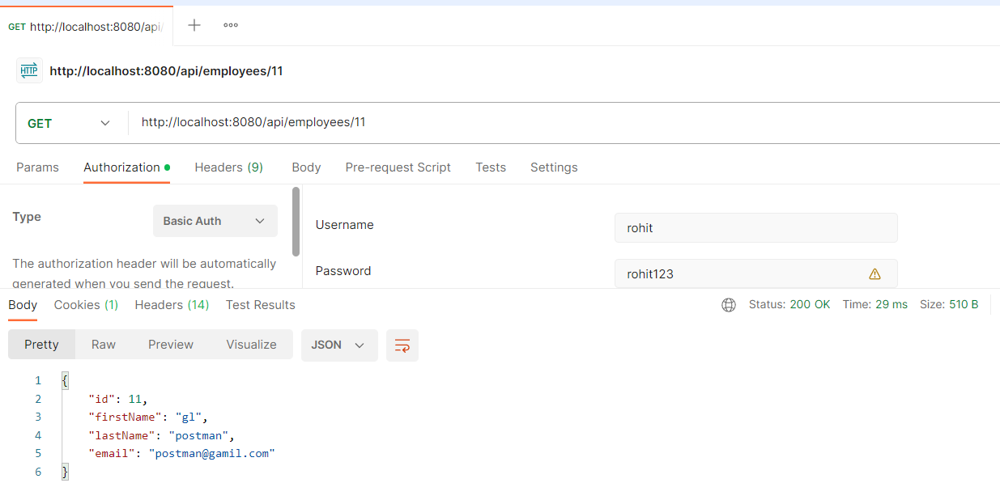 GET http://localhost:8080/api/
HTTP http://localhost:8080/api/employees/11
GET http://localhost:8080/api/employees/11
Params Authorization Headers (9) Body Pre-request Script Tests Settings
Type Basic Auth
Username rohit
The authorization header will be automatically
generated when you send the request.
Password rohit123
Body Cookies (1) Headers (14) Test Results Status: 200 OK Time: 29 ms Size: 510 B
Pretty Raw Preview Visualize JSON
1 {
2 "id": 11,
3 "firstName": "gl",
4 "lastName": "postman",
5 "email": "postman@gamil.com"
6 }